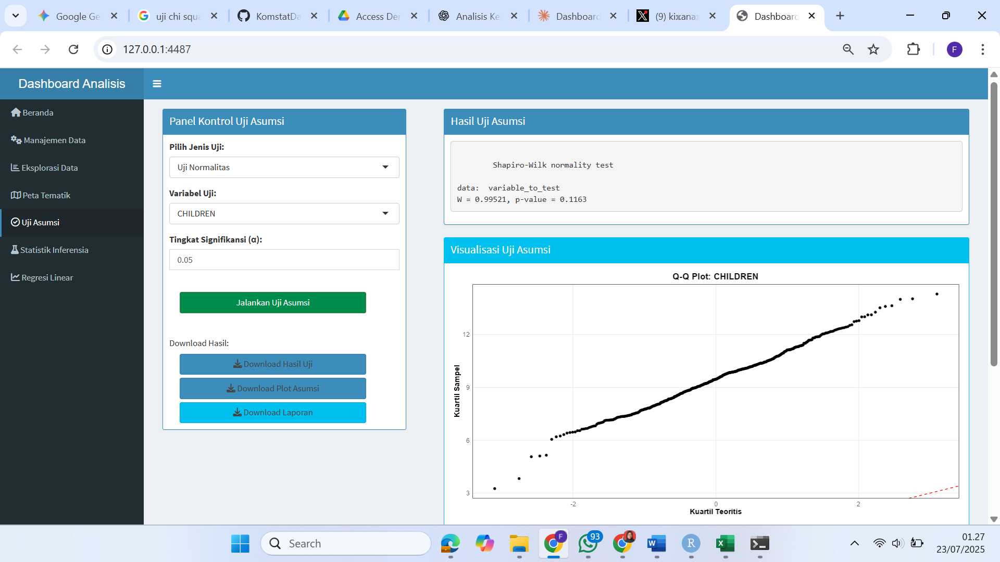 Google Ge
uji chi squa
KomstatDa
Access Der
Analisis Ke
Dashboard
(9) kixana
Dashboard
127.0.0.1:4487
F
Dashboard Analisis
Beranda
Manajemen Data
Eksplorasi Data
Peta Tematik
Uji Asumsi
Statistik Inferensia
Regresi Linear
Panel Kontrol Uji Asumsi
Pilih Jenis Uji:
Uji Normalitas
Variabel Uji:
CHILDREN
Tingkat Signifikansi (α):
0.05
Jalankan Uji Asumsi
Download Hasil:
Download Hasil Uji
Download Plot Asumsi
Download Laporan
Hasil Uji Asumsi
Shapiro-Wilk normality test
data:  variable_to_test
W = 0.99521, p-value = 0.1163
Visualisasi Uji Asumsi
Q-Q Plot: CHILDREN
Kuartil Sampel
12
9
6
3
-2
0
2
Kuartil Teoritis
Search
F
93
W
R
X
01.27
23/07/2025